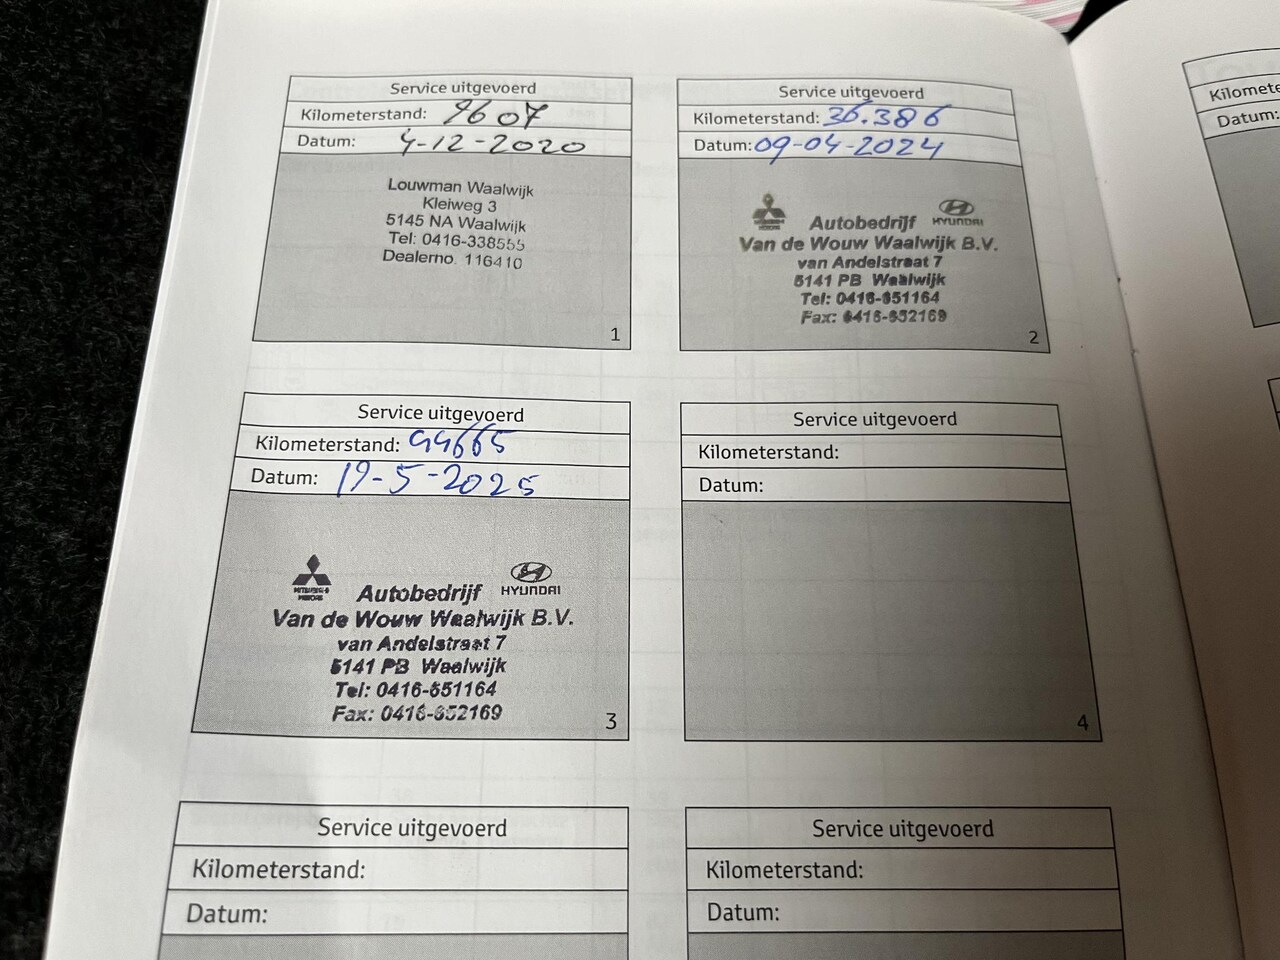 Service uitgevoerd
Kilometerstand: 9607
Datum: 4-12-2020
Louwman Waalwijk
Kleiweg 3
5145 NA Waalwijk
Tel: 0416-338555
Dealerno. 116410
1
Service uitgevoerd
Kilometerstand: 36.386
Datum: 09-04-2024
Autobedrijf HYUNDAI
Van de Wouw Waalwijk B.V.
van Andelstraat 7
5141 PB Waalwijk
Tel: 0416-651164
Fax: 0416-652169
2
Service uitgevoerd
Kilometerstand: 44665
Datum: 19-5-2025
MITSUBISHI MOTORS Autobedrijf HYUNDAI
Van de Wouw Waalwijk B.V.
van Andelstraat 7
5141 PB Waalwijk
Tel: 0416-651164
Fax: 0416-652169
3
Service uitgevoerd
Kilometerstand:
Datum:
4
Service uitgevoerd
Kilometerstand:
Datum:
Service uitgevoerd
Kilometerstand:
Datum:
Datum: